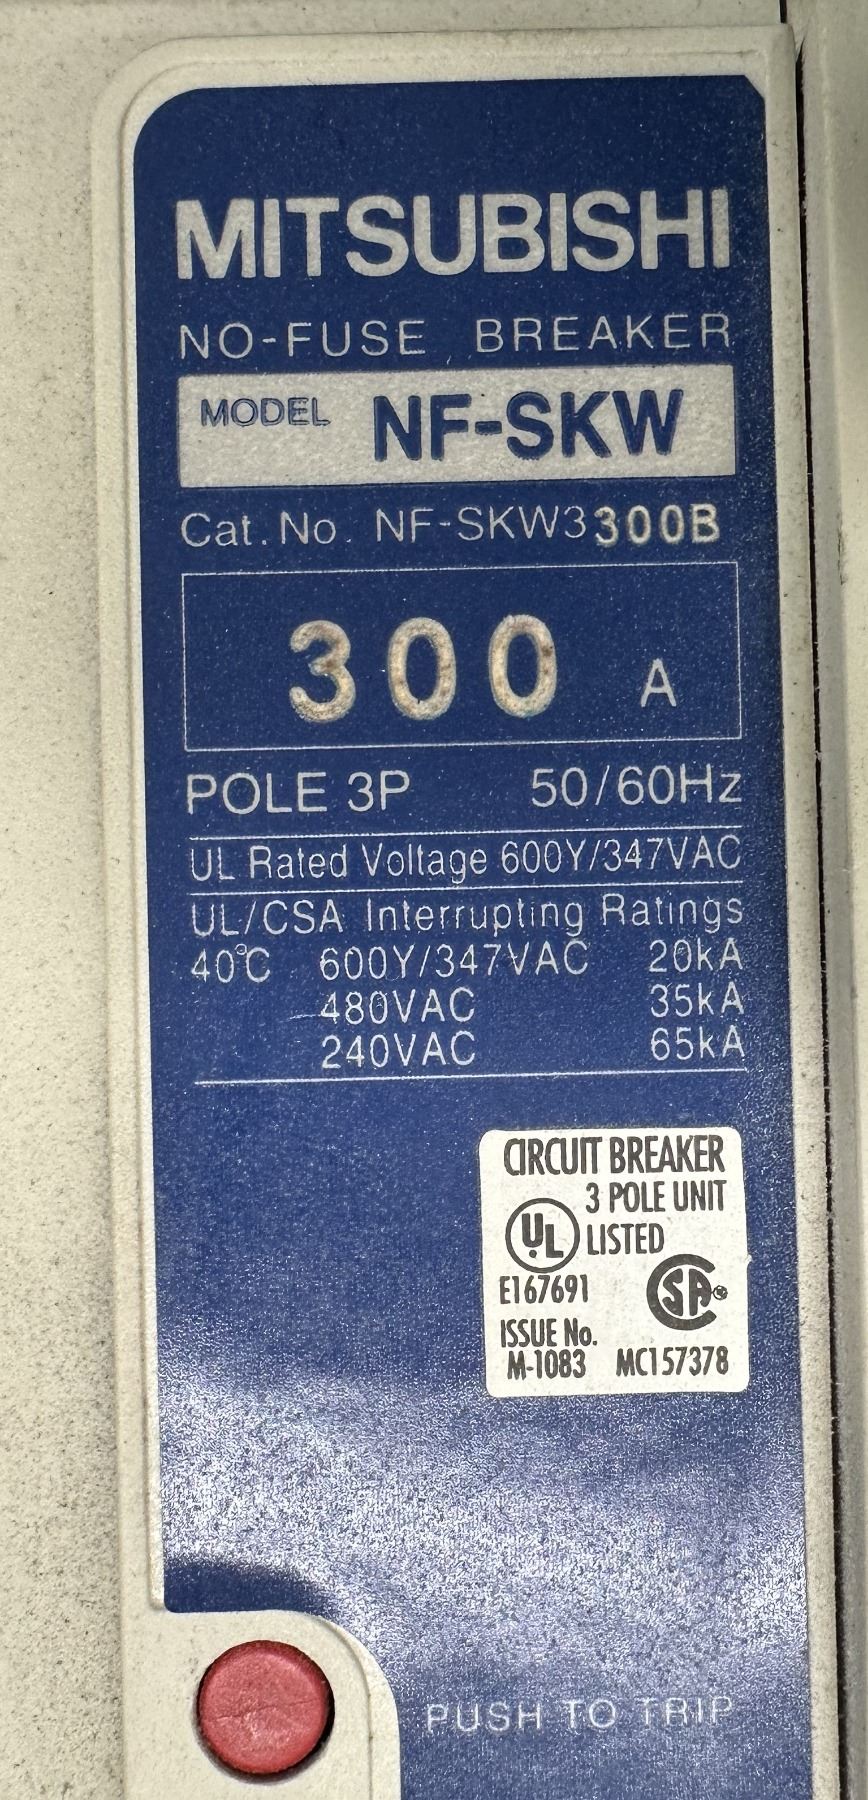 MITSUBISHI
NO-FUSE BREAKER
MODEL NF-SKW
Cat.No. NF-SKW3300B
300 A
POLE 3P 50/60Hz
UL Rated Voltage 600Y/347VAC
UL/CSA Interrupting Ratings
40°C 600Y/347VAC 20kA
480VAC 35kA
240VAC 65kA
CIRCUIT BREAKER
3 POLE UNIT
UL LISTED
E167691 SA
ISSUE No.
M-1083 MC157378
PUSH TO TRIP